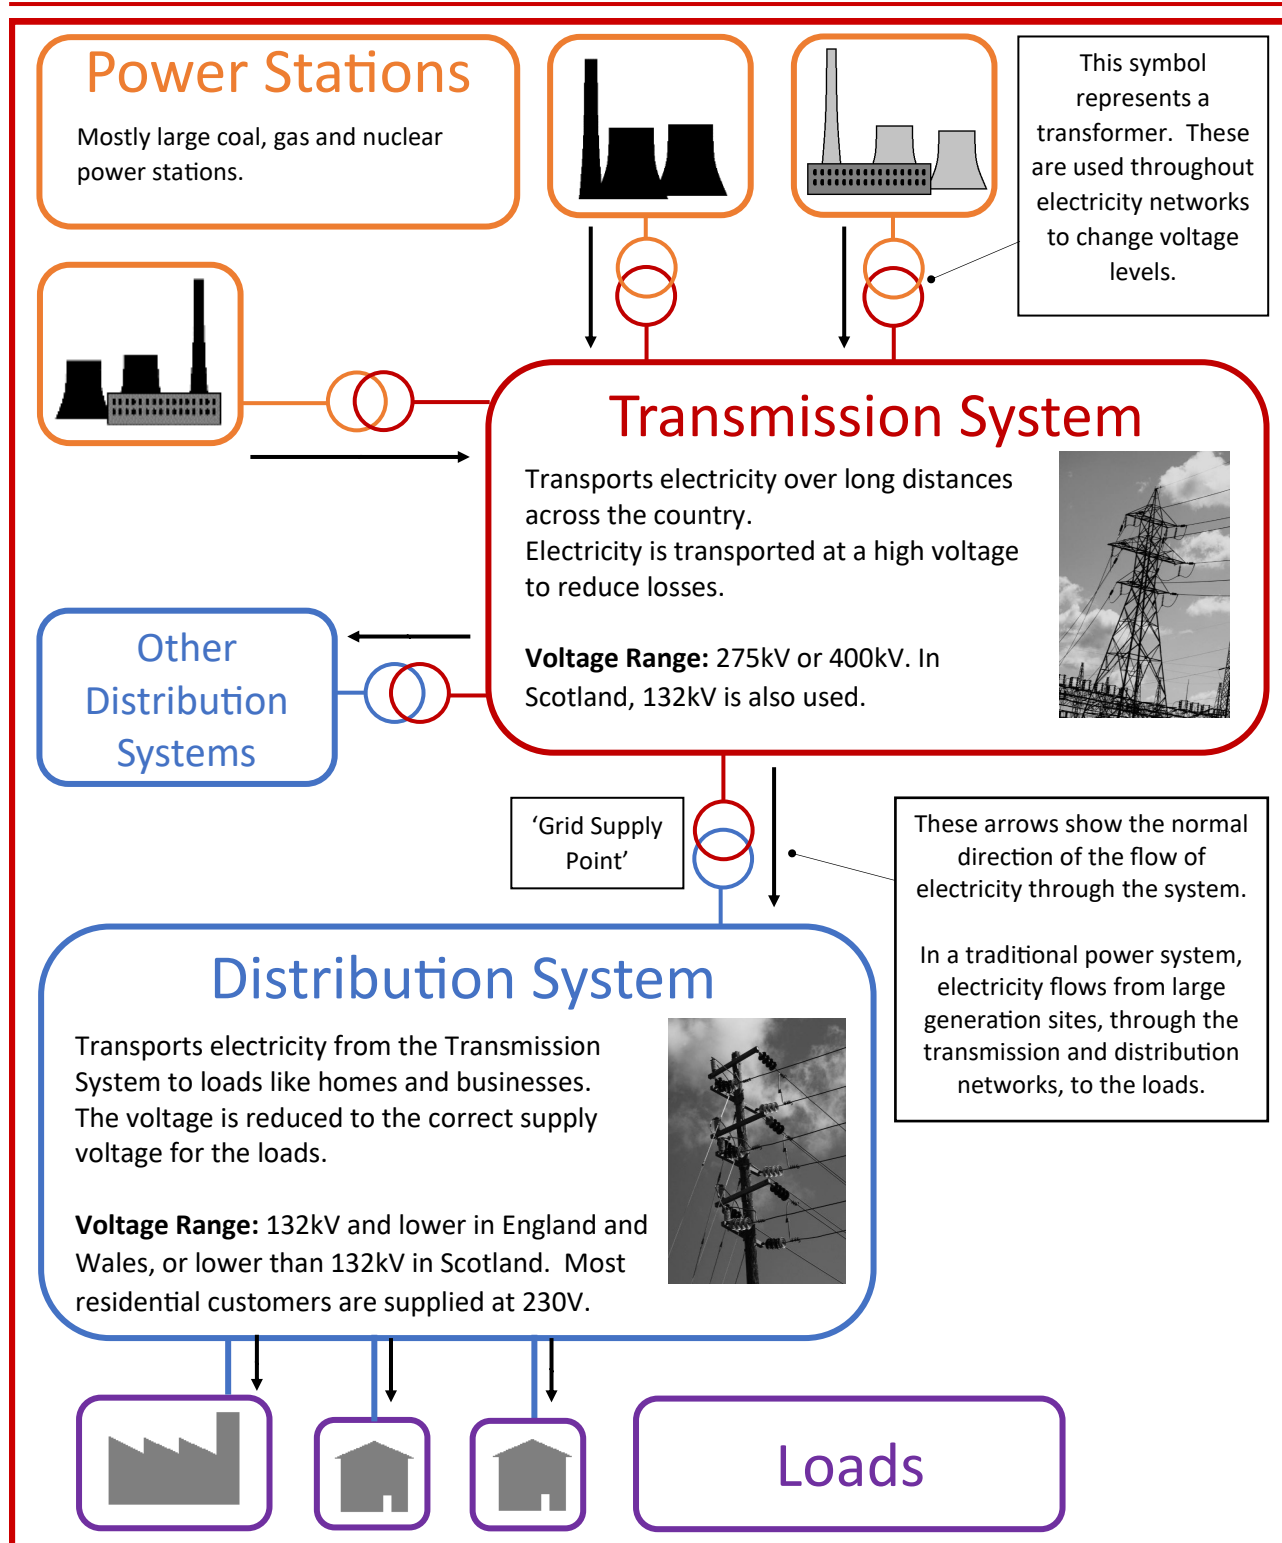 Power Stations
Mostly large coal, gas and nuclear
power stations.
This symbol
represents a
transformer.  These
are used throughout
electricity networks
to change voltage
levels.
Transmission System
Transports electricity over long distances
across the country.
Electricity is transported at a high voltage
to reduce losses.
Voltage Range: 275kV or 400kV. In
Scotland, 132kV is also used.
Other
Distribution
Systems
‘Grid Supply
Point’
These arrows show the normal
direction of the flow of
electricity through the system.
In a traditional power system,
electricity flows from large
generation sites, through the
transmission and distribution
networks, to the loads.
Distribution System
Transports electricity from the Transmission
System to loads like homes and businesses.
The voltage is reduced to the correct supply
voltage for the loads.
Voltage Range: 132kV and lower in England and
Wales, or lower than 132kV in Scotland.  Most
residential customers are supplied at 230V.
Loads